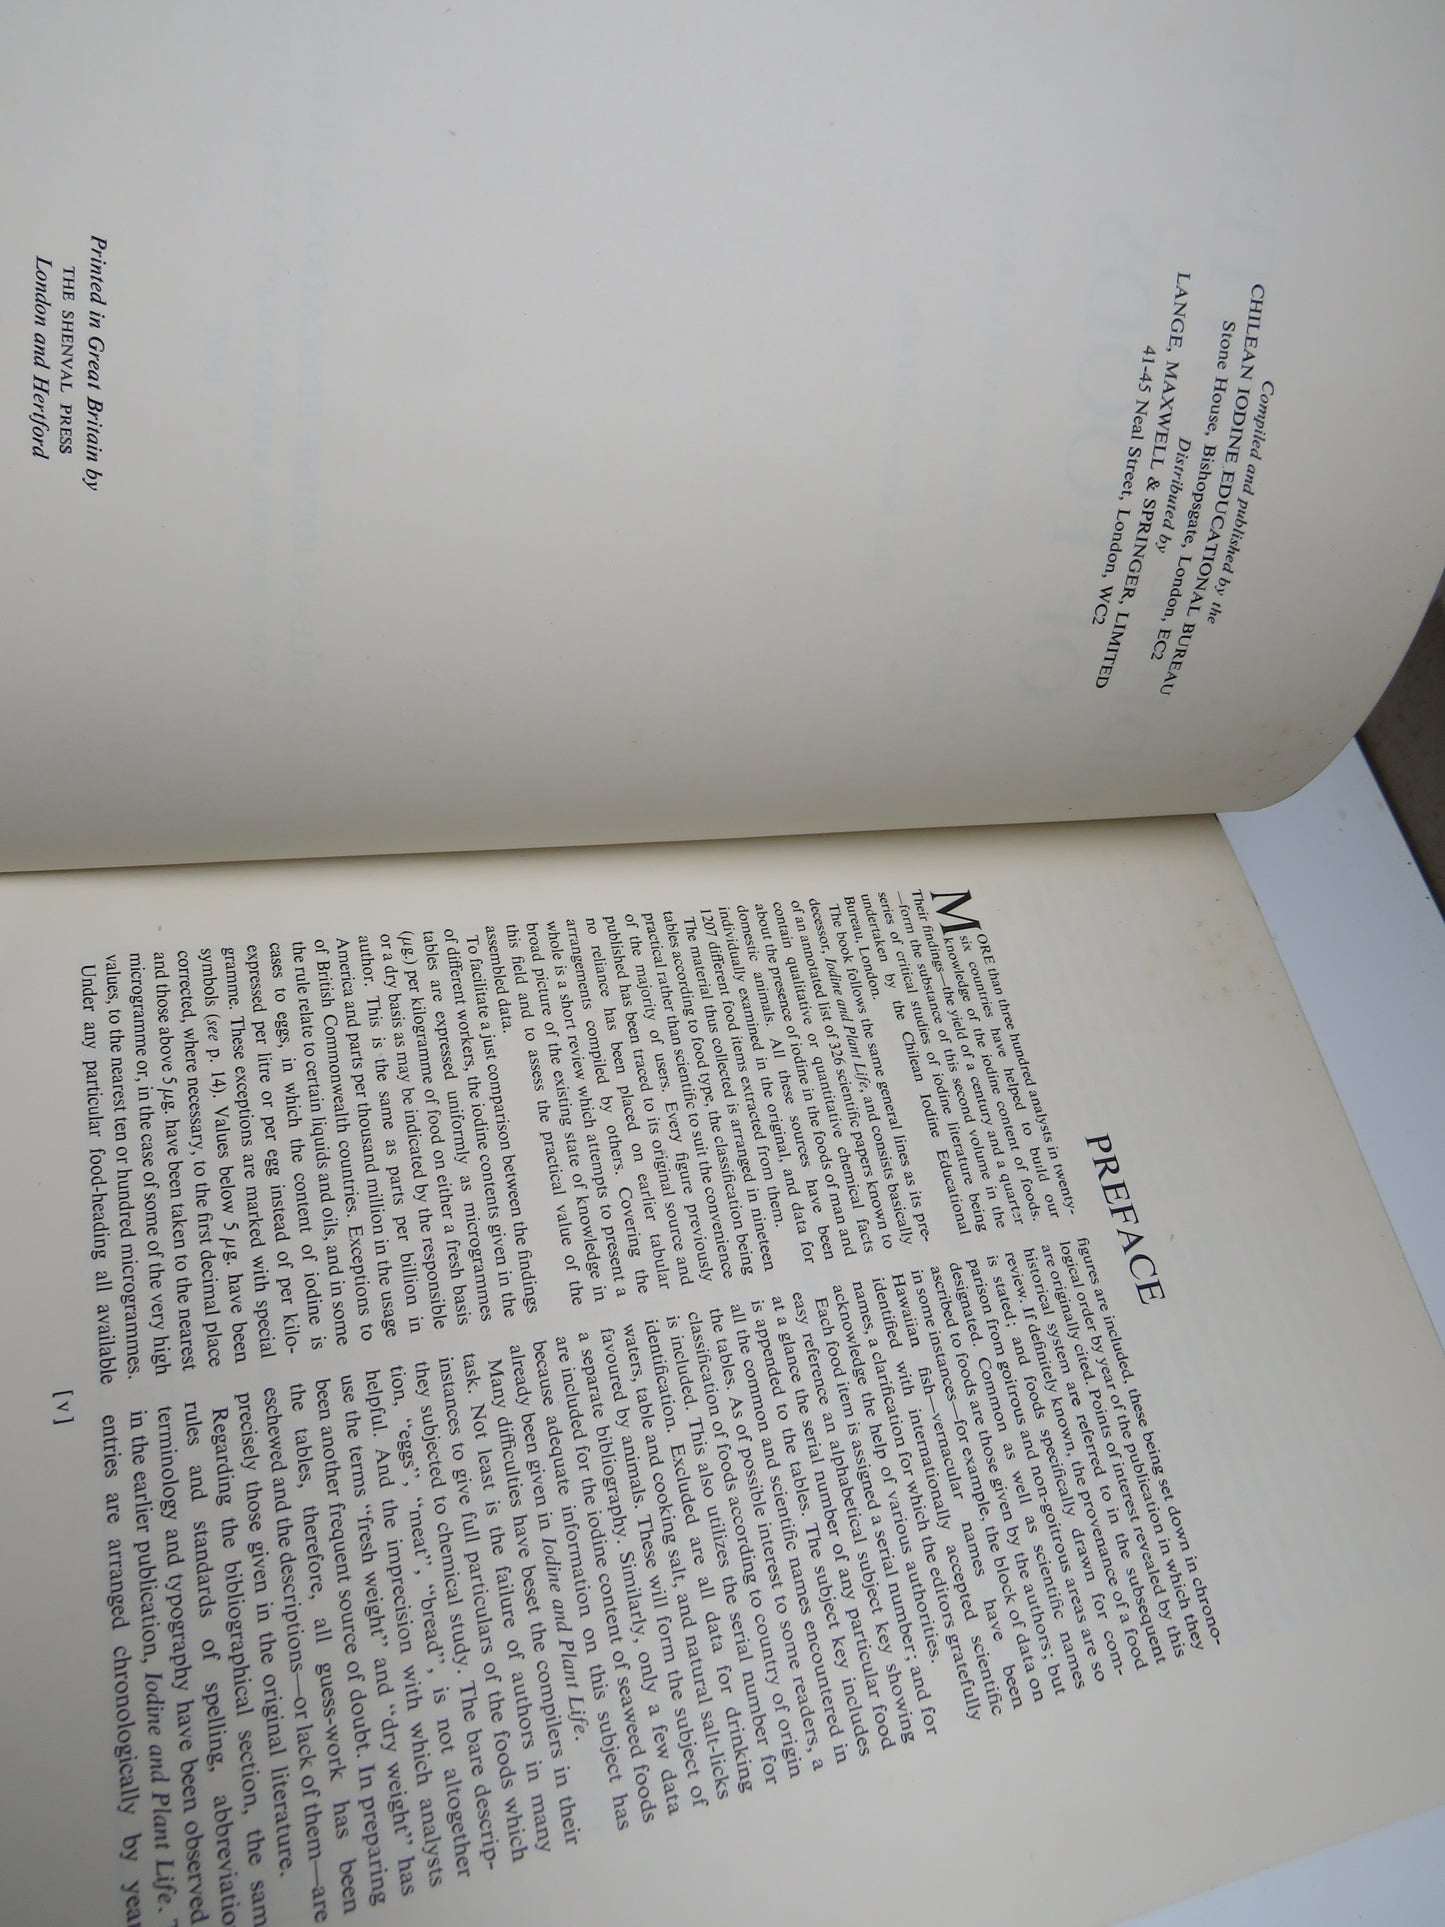 Compiled and published by the
CHILEAN IODINE EDUCATIONAL BUREAU
Stone House, Bishopsgate, London, EC2
Distributed by
LANGE, MAXWELL & SPRINGER, LIMITED
41-45 Neal Street, London, WC2
Printed in Great Britain by
THE SHENVAL PRESS
London and Hertford
PREFACE
MORE than three hundred analysts in twenty-
six countries have helped to build our
knowledge of the iodine content of foods.
Their findings—the yield of a century and a quarter
—form the substance of this second volume in the
series of critical studies of iodine literature being
undertaken by the Chilean Iodine Educational
Bureau, London.
The book follows the same general lines as its pre-
decessor, Iodine and Plant Life, and consists basically
of an annotated list of 326 scientific papers known to
contain qualitative or quantitative chemical facts
about the presence of iodine in the foods of man and
domestic animals. All these sources have been
individually examined in the original, and data for
1207 different food items extracted from them.
The material thus collected is arranged in nineteen
tables according to food type, the classification being
practical rather than scientific to suit the convenience
of the majority of users. Every figure previously
published has been traced to its original source and
no reliance has been placed on earlier tabular
arrangements compiled by others. Covering the
whole is a short review which attempts to present a
broad picture of the existing state of knowledge in
this field and to assess the practical value of the
assembled data.
To facilitate a just comparison between the findings
of different workers, the iodine contents given in the
tables are expressed uniformly as microgrammes
(μg.) per kilogramme of food on either a fresh basis
or a dry basis as may be indicated by the responsible
author. This is the same as parts per billion in
America and parts per thousand million in the usage
of British Commonwealth countries. Exceptions to
the rule relate to certain liquids and oils, and in some
cases to eggs, in which the content of iodine is
expressed per litre or per egg instead of per kilo-
gramme. These exceptions are marked with special
symbols (see p. 14). Values below 5 μg. have been
corrected, where necessary, to the first decimal place
and those above 5 μg. have been taken to the nearest
microgramme or, in the case of some of the very high
values, to the nearest ten or hundred microgrammes.
Under any particular food-heading all available
figures are included, these being set down in chrono-
logical order by year of the publication in which they
are originally cited. Points of interest revealed by this
historical system are referred to in the subsequent
review. If definitely known, the provenance of a food
is stated; and foods specifically drawn for com-
parison from goitrous and non-goitrous areas are so
designated. Common as well as scientific names
ascribed to foods are those given by the authors; but
in some instances—for example, the block of data on
Hawaiian fish—vernacular names have been
identified with internationally accepted scientific
names, a clarification for which the editors gratefully
acknowledge the help of various authorities.
Each food item is assigned a serial number; and for
easy reference an alphabetical subject key showing
at a glance the serial number of any particular food
is appended to the tables. The subject key includes
all the common and scientific names encountered in
the tables. As of possible interest to some readers, a
classification of foods according to country of origin
is included. This also utilizes the serial number for
identification. Excluded are all data for drinking
waters, table and cooking salt, and natural salt-licks
favoured by animals. These will form the subject of
a separate bibliography. Similarly, only a few data
are included for the iodine content of seaweed foods
because adequate information on this subject has
already been given in Iodine and Plant Life.
Many difficulties have beset the compilers in their
task. Not least is the failure of authors in many
instances to give full particulars of the foods which
they subjected to chemical study. The bare descrip-
tion, "eggs", "meat", "bread", is not altogether
helpful. And the imprecision with which analysts
use the terms "fresh weight" and "dry weight" has
been another frequent source of doubt. In preparing
the tables, therefore, all guess-work has been
eschewed and the descriptions—or lack of them—are
precisely those given in the original literature.
Regarding the bibliographical section, the sam
rules and standards of spelling, abbreviatio
terminology and typography have been observed
in the earlier publication, Iodine and Plant Life.
entries are arranged chronologically by yea
[v]